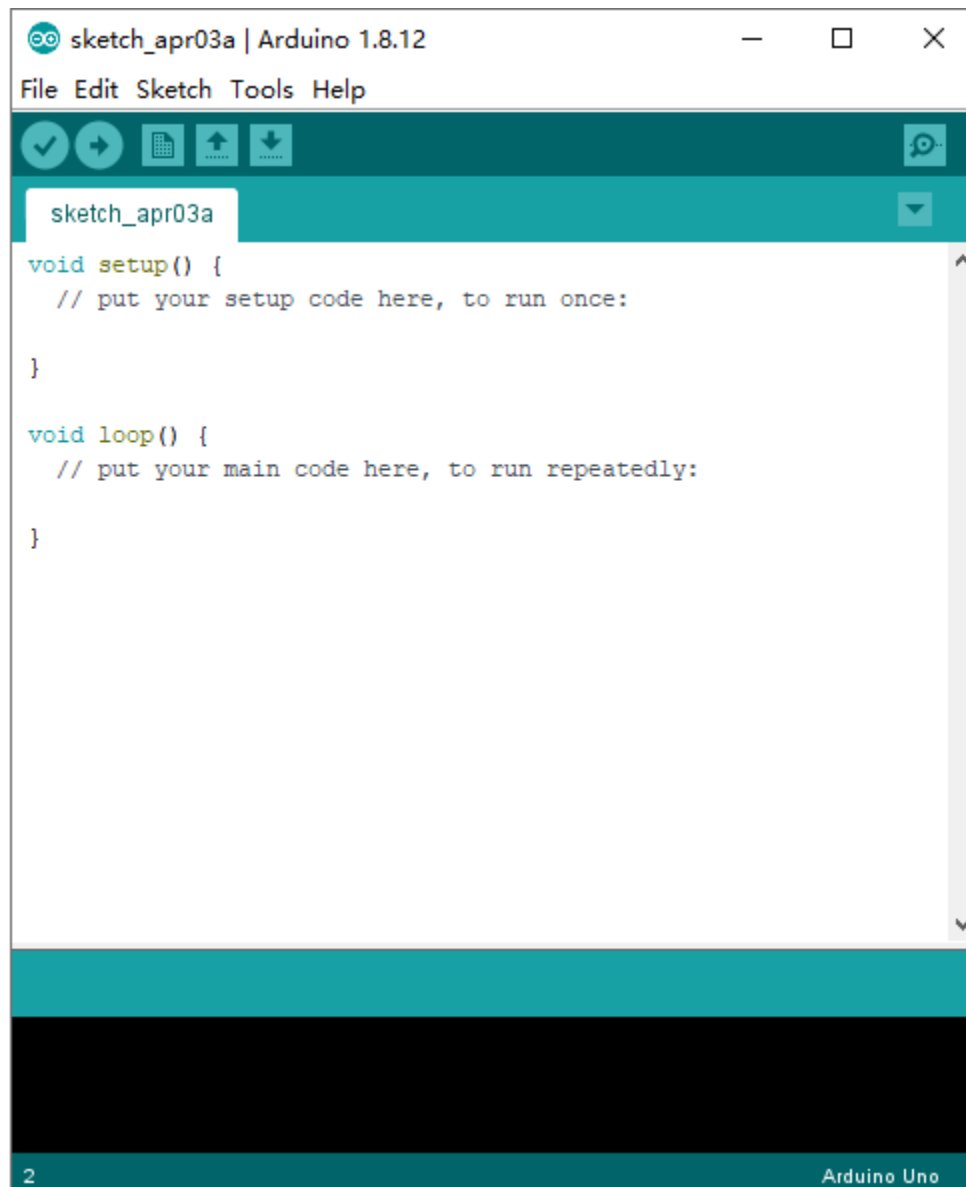 sketch_apr03a | Arduino 1.8.12
File Edit Sketch Tools Help
sketch_apr03a
void setup() {
  // put your setup code here, to run once:
}
void loop() {
  // put your main code here, to run repeatedly:
}
2 Arduino Uno